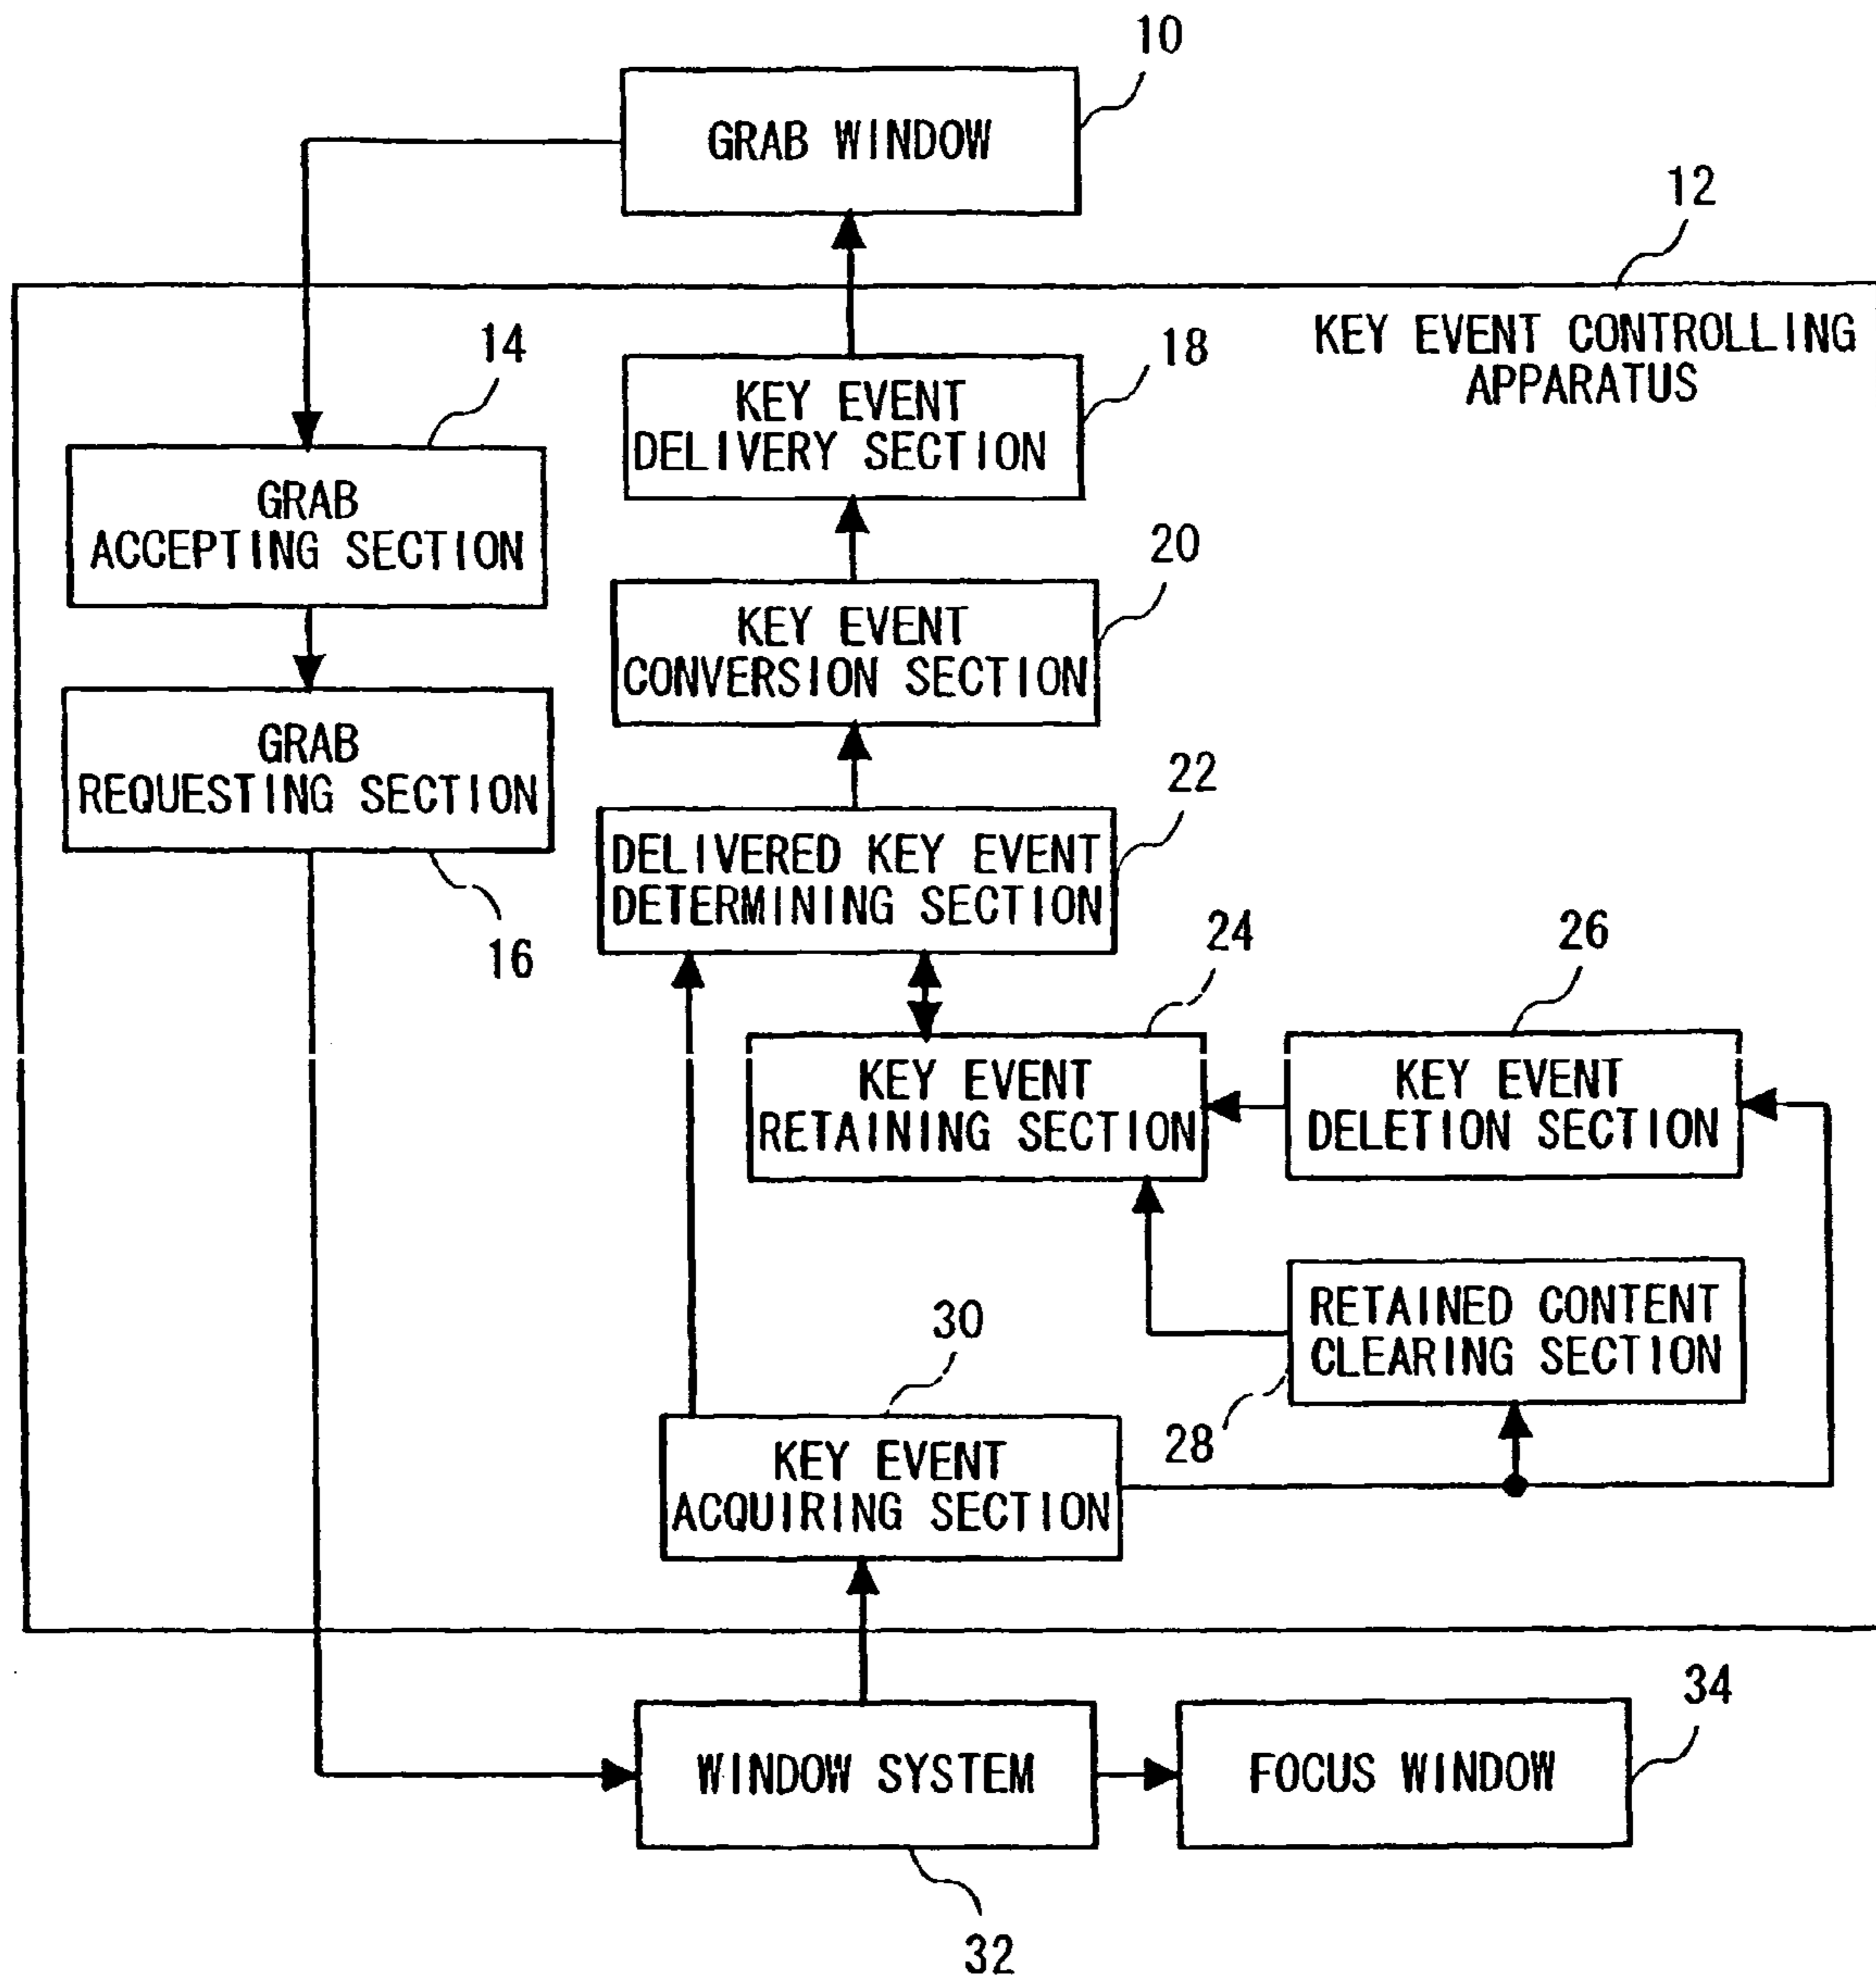 10
GRAB WINDOW
12
KEY EVENT CONTROLLING
APPARATUS
14
18
KEY EVENT
DELIVERY SECTION
GRAB
ACCEPTING SECTION
20
KEY EVENT
CONVERSION SECTION
GRAB
REQUESTING SECTION
22
DELIVERED KEY EVENT
DETERMINING SECTION
16
24
26
KEY EVENT
RETAINING SECTION
KEY EVENT
DELETION SECTION
RETAINED CONTENT
CLEARING SECTION
30
28
KEY EVENT
ACQUIRING SECTION
34
WINDOW SYSTEM
FOCUS WINDOW
32